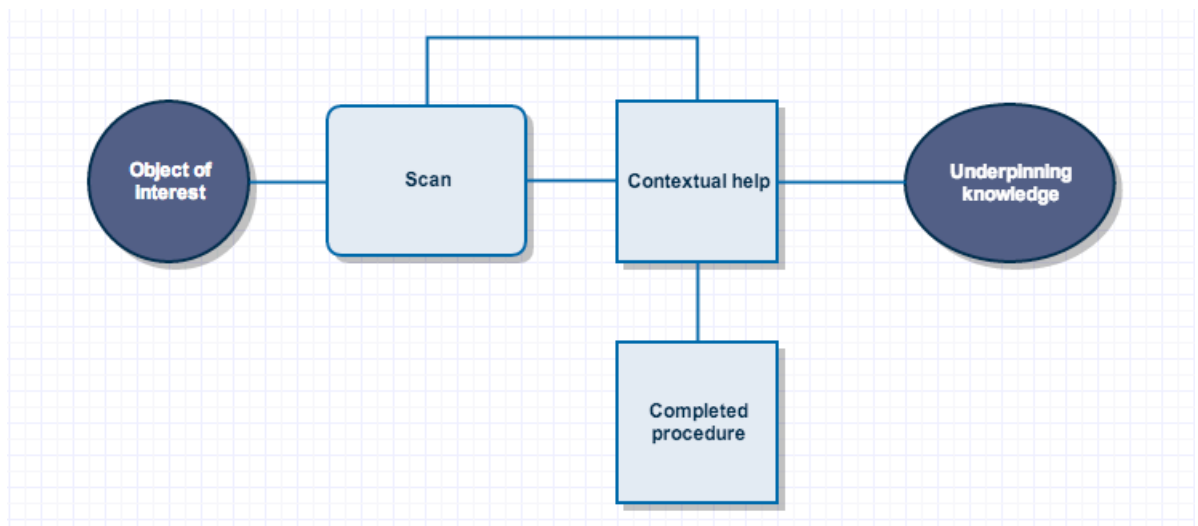 Object of
interest
Scan
Contextual help
Underpinning
knowledge
Completed
procedure